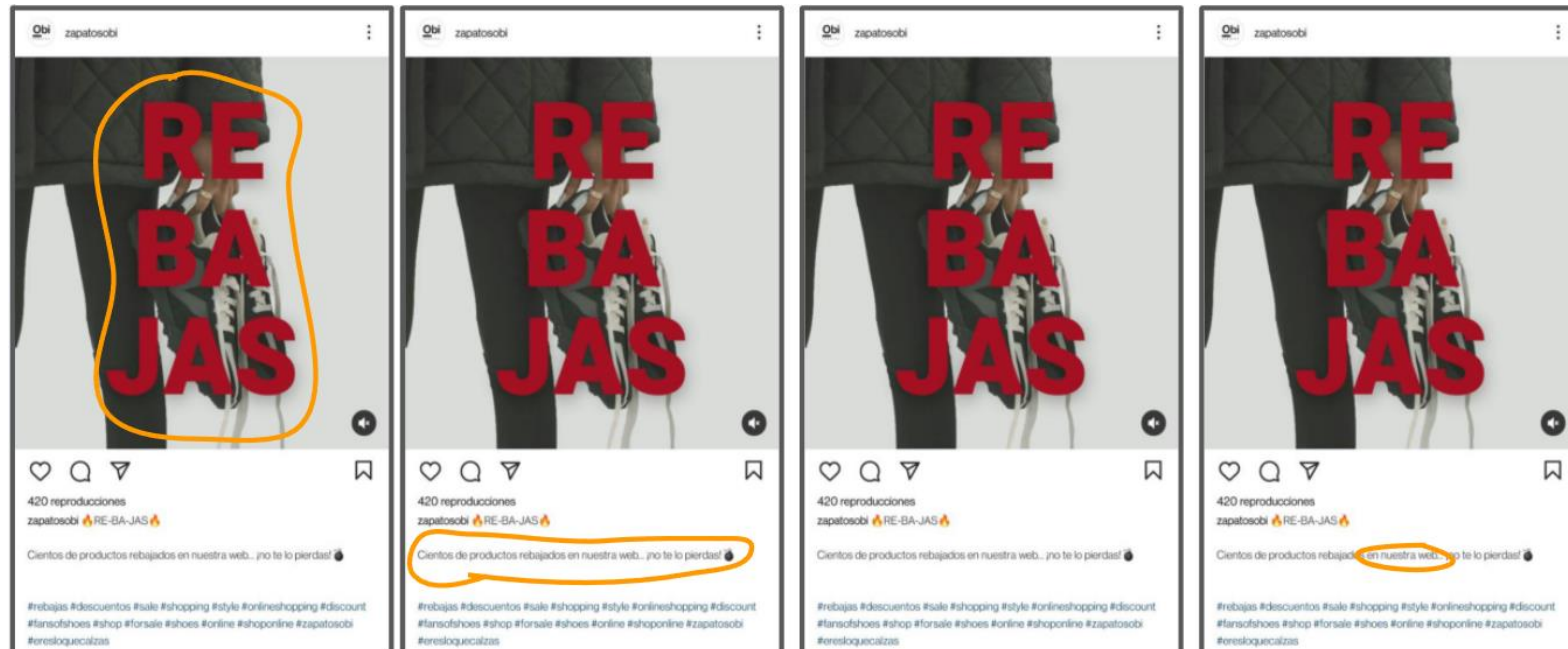 Obi zapatosobi
RE
BA
JAS
420 reproducciones
zapatosobi 🔥RE-BA-JAS🔥
Cientos de productos rebajados en nuestra web... ¡no te lo pierdas!💣
#rebajas #descuentos #sale #shopping #style #onlineshopping #discount
#fansofshoes #shop #forsale #shoes #online #shoponline #zapatosobi
#eresloquecalzas
Obi zapatosobi
RE
BA
JAS
420 reproducciones
zapatosobi 🔥RE-BA-JAS🔥
Cientos de productos rebajados en nuestra web... ¡no te lo pierdas!💣
#rebajas #descuentos #sale #shopping #style #onlineshopping #discount
#fansofshoes #shop #forsale #shoes #online #shoponline #zapatosobi
#eresloquecalzas
Obi zapatosobi
RE
BA
JAS
420 reproducciones
zapatosobi 🔥RE-BA-JAS🔥
Cientos de productos rebajados en nuestra web... ¡no te lo pierdas!💣
#rebajas #descuentos #sale #shopping #style #onlineshopping #discount
#fansofshoes #shop #forsale #shoes #online #shoponline #zapatosobi
#eresloquecalzas
Obi zapatosobi
RE
BA
JAS
420 reproducciones
zapatosobi 🔥RE-BA-JAS🔥
Cientos de productos rebajados en nuestra web... ¡no te lo pierdas!💣
#rebajas #descuentos #sale #shopping #style #onlineshopping #discount
#fansofshoes #shop #forsale #shoes #online #shoponline #zapatosobi
#eresloquecalzas